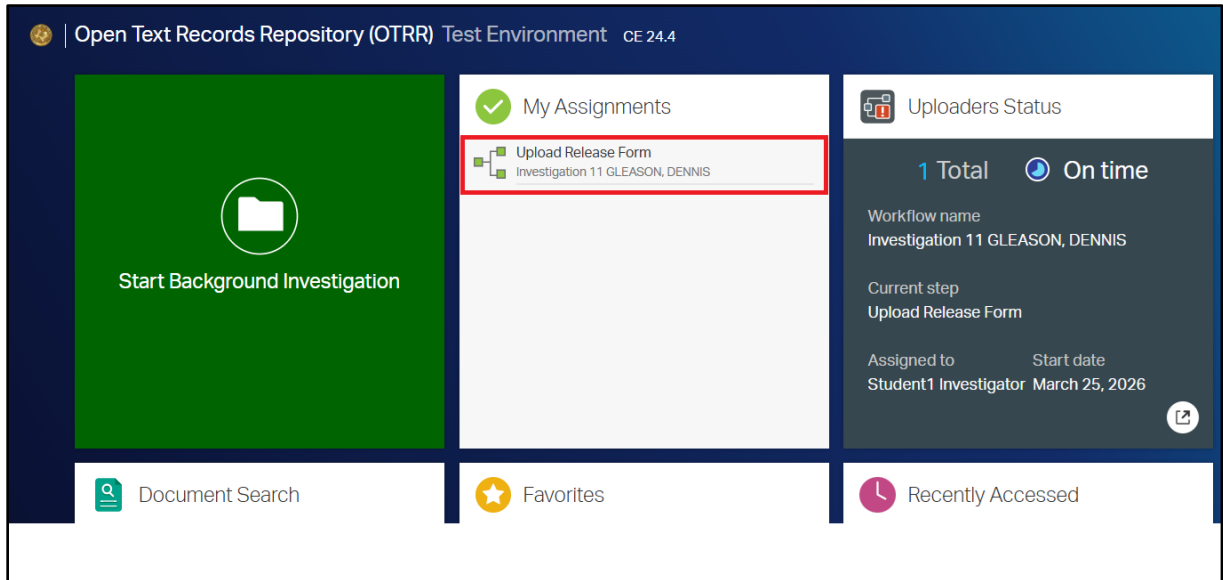 Open Text Records Repository (OTRR) Test Environment CE 24.4
Start Background Investigation
My Assignments
Upload Release Form
Investigation 11 GLEASON, DENNIS
Uploaders Status
1 Total On time
Workflow name
Investigation 11 GLEASON, DENNIS
Current step
Upload Release Form
Assigned to Start date
Student1 Investigator March 25, 2026
Document Search
Favorites
Recently Accessed